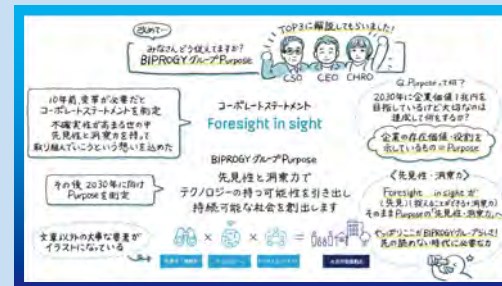 改めて…
みなさんどう捉えてますか？
BIPROGYグループPurpose
TOP3に解説してもらいました！
CSO CEO CHRO
10年前、変革が必要だと
コーポレートステートメントを策定
不確実性が高まる世の中
先見性と洞察力を持って
取り組んでいこうという想いを込めた
その後2030年に向け
Purposeを策定
文章以外の大事な要素が
イラストになっている
コーポレートステートメント
Foresight in sight
BIPROGYグループPurpose
先見性と洞察力で
テクノロジーの持つ可能性を引き出し
持続可能な社会を創出します
× × =
Q.Purposeって何？
2030年に企業価値1兆円を
目指しているけど大切なのは
達成して何をするか？
企業の存在価値・役割を
示しているもの=Purpose
〈先見性・洞察力〉
Foresight in sightが
そのままPurposeの「先見性・洞察力」へ
やっぱりここがBIPROGYグループらしさ！
先の読めない時代に必要な力